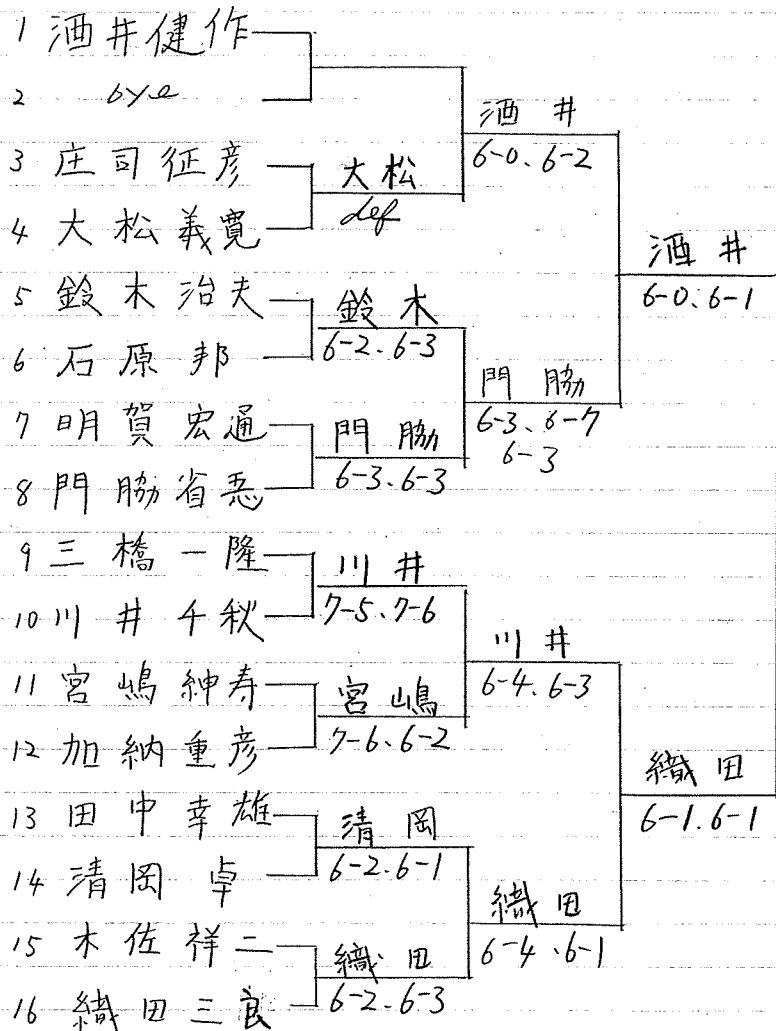 1 酒井健作
2 bye
3 庄司征彦
4 大松義寛
5 鈴木治夫
6 石原邦
7 明賀宏通
8 門脇省悉
9 三橋一隆
10 川井千秋
11 宮嶋紳寿
12 加納重彦
13 田中幸雄
14 清岡卓
15 木佐祥二
16 織田三良
大松
def
鈴木
6-2. 6-3
門脇
6-3. 6-3
川井
7-5. 7-6
宮嶋
7-6. 6-2
清岡
6-2. 6-1
織田
6-2. 6-3
酒井
6-0. 6-2
門脇
6-3. 6-7
6-3
川井
6-4. 6-3
織田
6-4. 6-1
酒井
6-0. 6-1
織田
6-1. 6-1